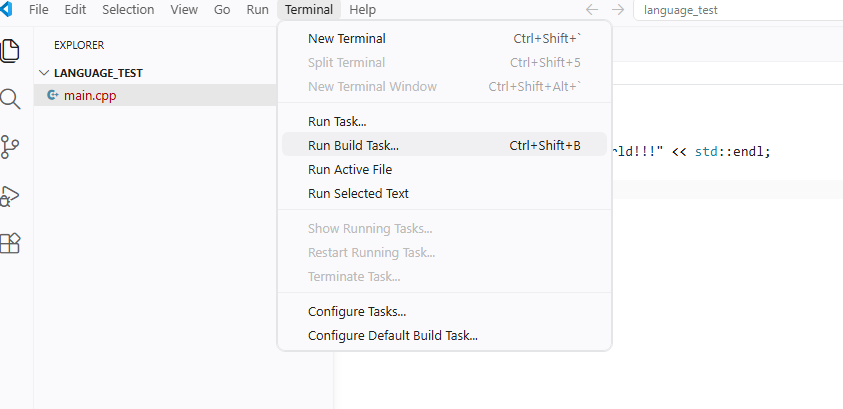 File Edit Selection View Go Run Terminal Help
language_test
EXPLORER
LANGUAGE_TEST
main.cpp
New Terminal Ctrl+Shift+`
Split Terminal Ctrl+Shift+5
New Terminal Window Ctrl+Shift+Alt+`
Run Task...
Run Build Task... Ctrl+Shift+B
Run Active File
Run Selected Text
Show Running Tasks...
Restart Running Task...
Terminate Task...
Configure Tasks...
Configure Default Build Task...
rld!!!" << std::endl;